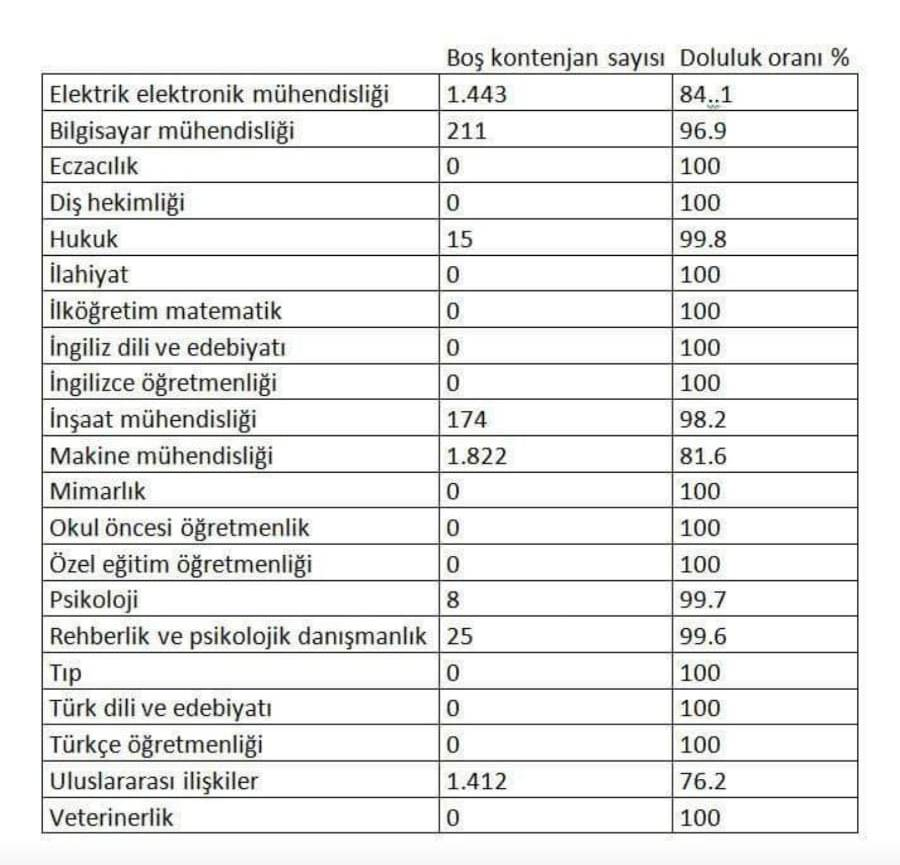 Boş kontenjan sayısı Doluluk oranı %
Elektrik elektronik mühendisliği 1.443 84..1
Bilgisayar mühendisliği 211 96.9
Eczacılık 0 100
Diş hekimliği 0 100
Hukuk 15 99.8
İlahiyat 0 100
İlköğretim matematik 0 100
İngiliz dili ve edebiyatı 0 100
İngilizce öğretmenliği 0 100
İnşaat mühendisliği 174 98.2
Makine mühendisliği 1.822 81.6
Mimarlık 0 100
Okul öncesi öğretmenlik 0 100
Özel eğitim öğretmenliği 0 100
Psikoloji 8 99.7
Rehberlik ve psikolojik danışmanlık 25 99.6
Tıp 0 100
Türk dili ve edebiyatı 0 100
Türkçe öğretmenliği 0 100
Uluslararası ilişkiler 1.412 76.2
Veterinerlik 0 100